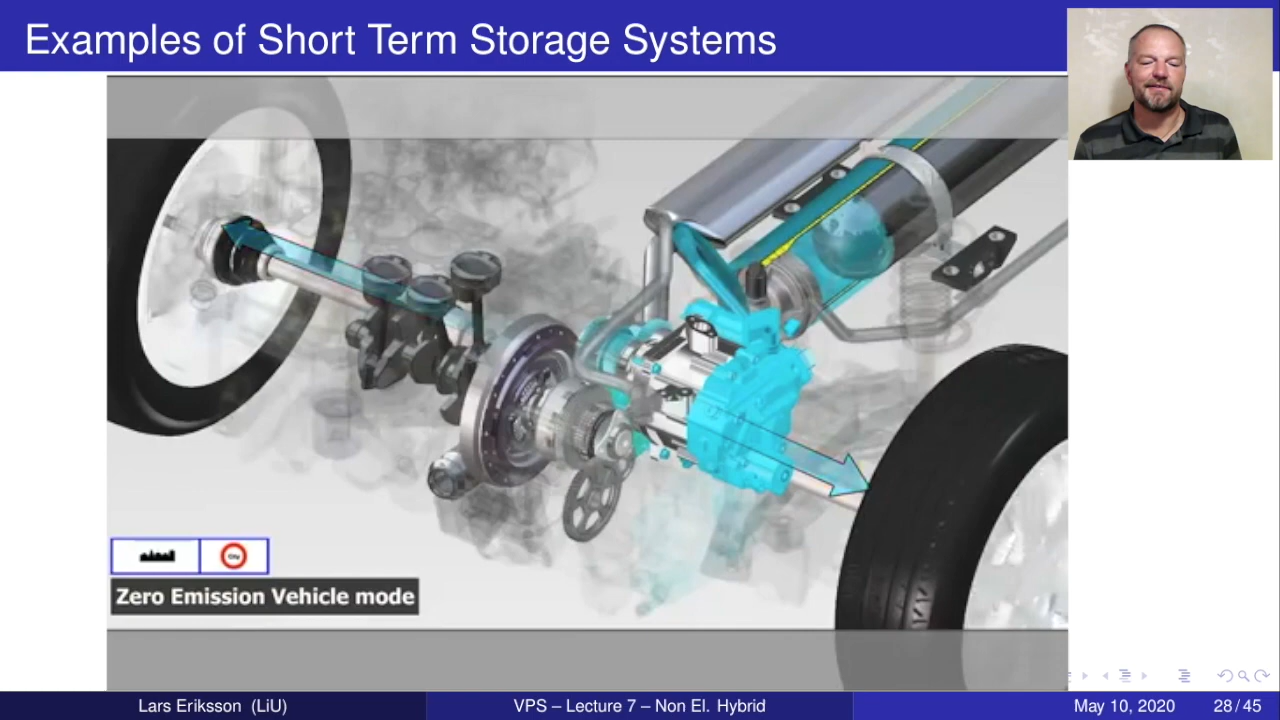 Examples of Short Term Storage Systems
Zero Emission Vehicle mode
Lars Eriksson (LiU)
VPS – Lecture 7 – Non El. Hybrid
May 10, 2020
28 / 45